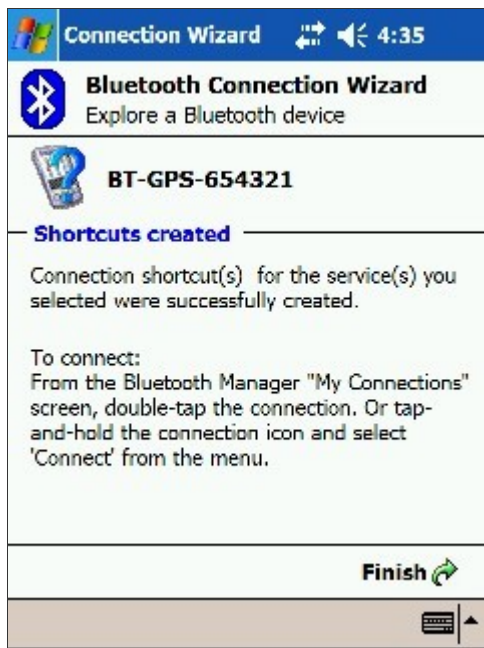 Connection Wizard 4:35
Bluetooth Connection Wizard
Explore a Bluetooth device
BT-GPS-654321
Shortcuts created
Connection shortcut(s) for the service(s) you
selected were successfully created.
To connect:
From the Bluetooth Manager "My Connections"
screen, double-tap the connection. Or tap-
and-hold the connection icon and select
'Connect' from the menu.
Finish